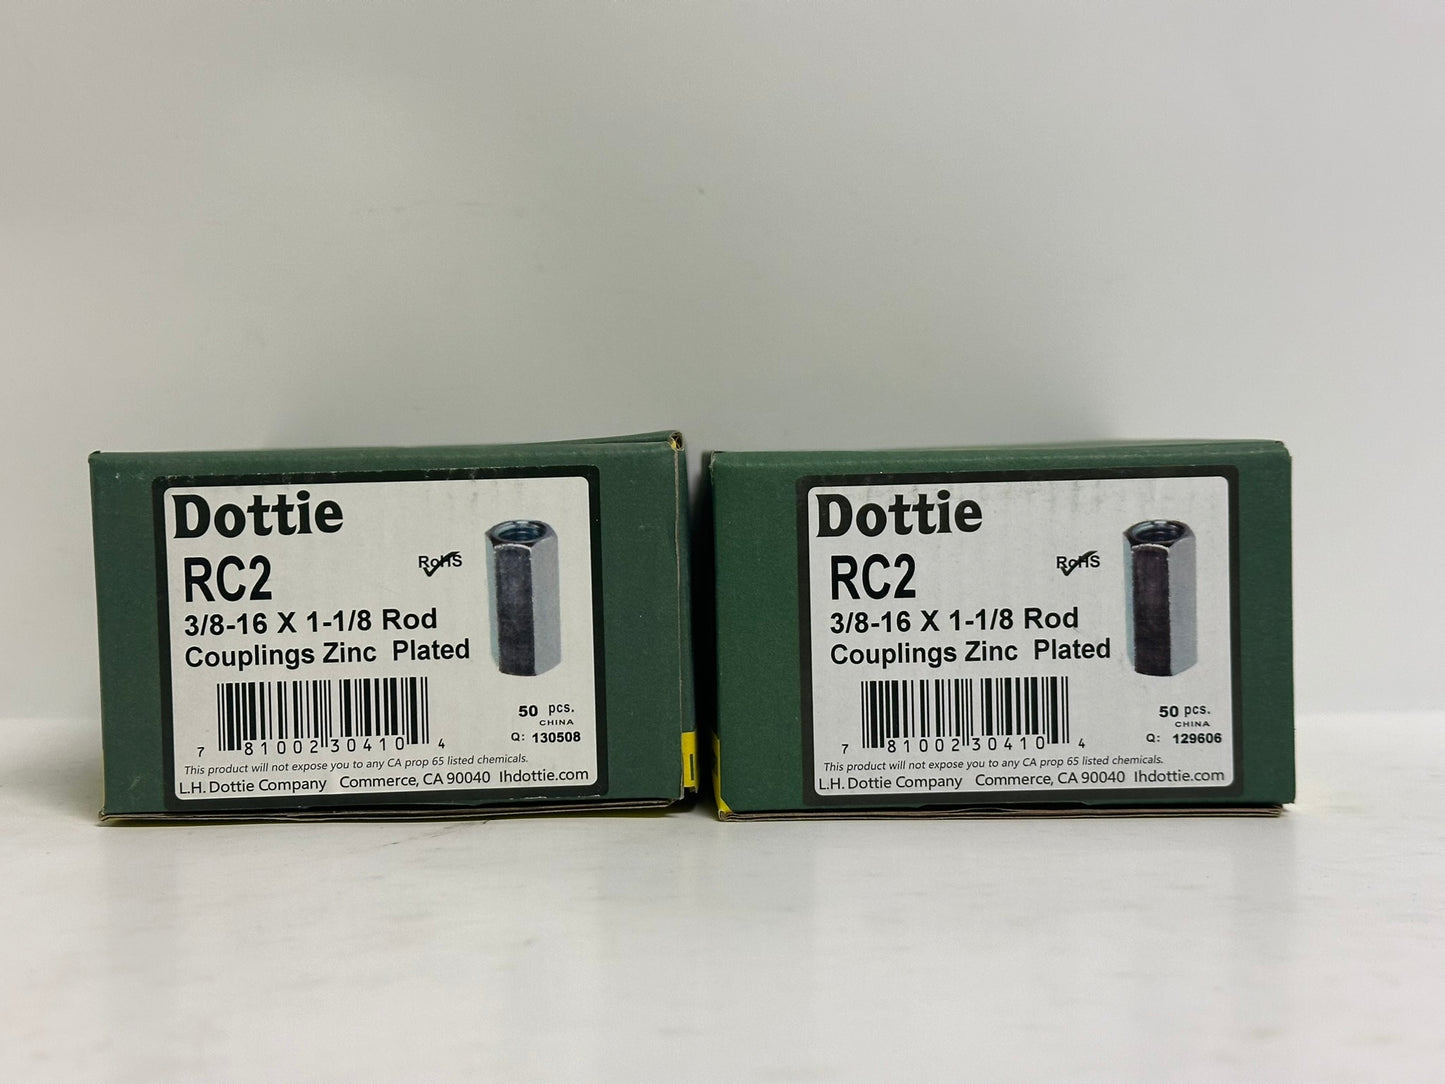 Dottie
RC2
RoHS
3/8-16 X 1-1/8 Rod
Couplings Zinc Plated
50 pcs.
CHINA
Q: 130508
7 81002 30410 4
This product will not expose you to any CA prop 65 listed chemicals.
L.H. Dottie Company Commerce, CA 90040 lhdottie.com
Dottie
RC2
RoHS
3/8-16 X 1-1/8 Rod
Couplings Zinc Plated
50 pcs.
CHINA
Q: 129606
7 81002 30410 4
This product will not expose you to any CA prop 65 listed chemicals.
L.H. Dottie Company Commerce, CA 90040 lhdottie.com